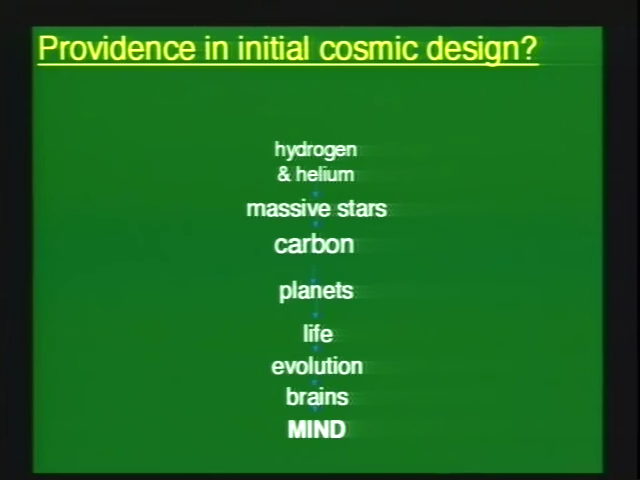 Providence in initial cosmic design?
hydrogen
& helium
massive stars
carbon
planets
life
evolution
brains
MIND